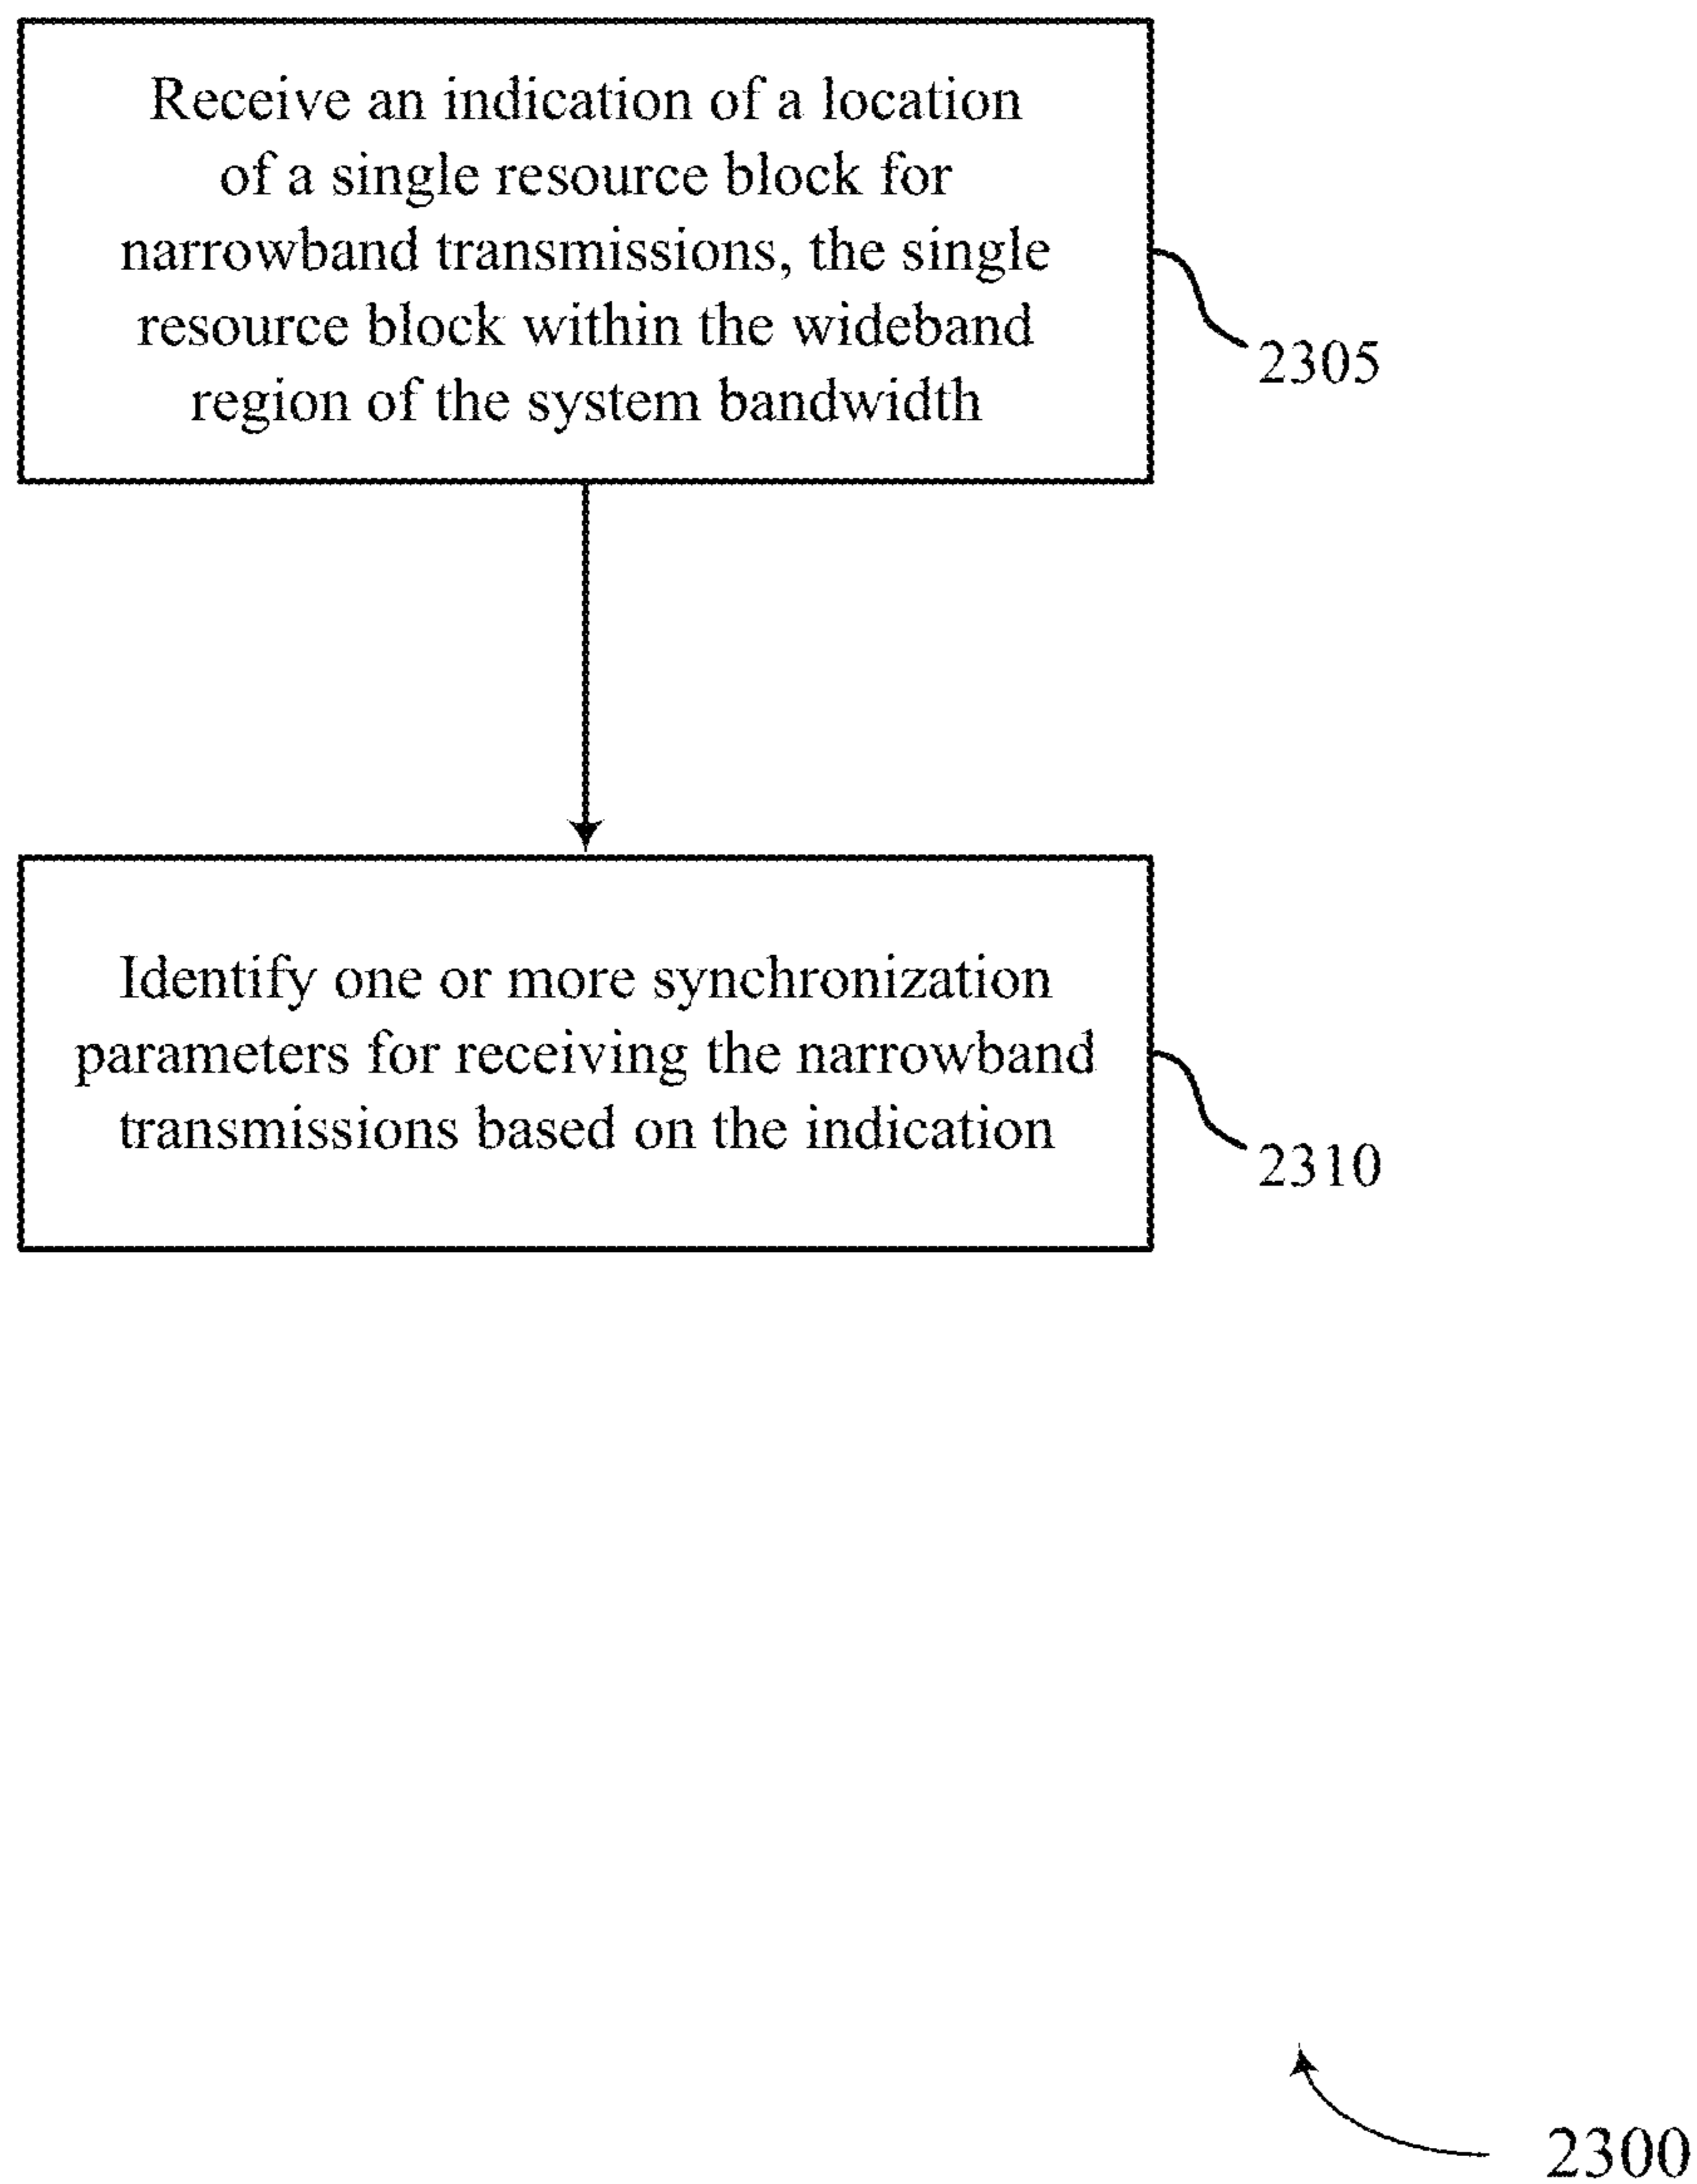 Receive an indication of a location
of a single resource block for
narrowband transmissions, the single
resource block within the wideband
region of the system bandwidth
2305
Identify one or more synchronization
parameters for receiving the narrowband
transmissions based on the indication
2310
2300